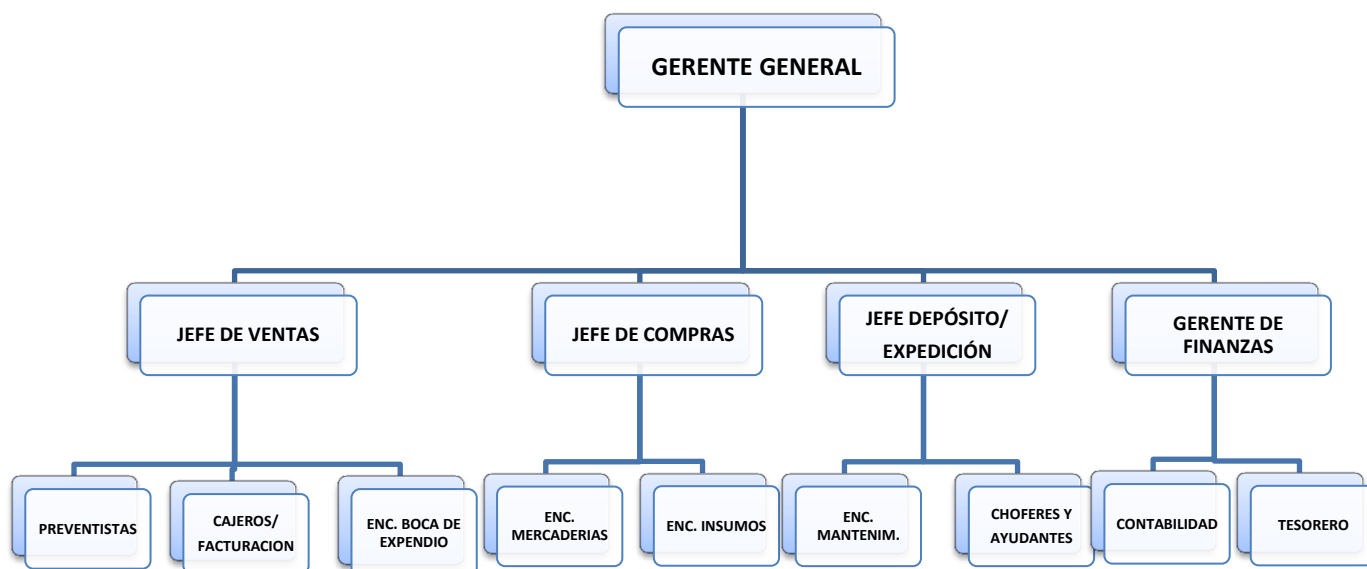 GERENTE GENERAL
JEFE DE VENTAS
JEFE DE COMPRAS
JEFE DEPÓSITO/
EXPEDICIÓN
GERENTE DE
FINANZAS
PREVENTISTAS
CAJEROS/
FACTURACION
ENC. BOCA DE
EXPENDIO
ENC.
MERCADERIAS
ENC. INSUMOS
ENC.
MANTENIM.
CHOFERES Y
AYUDANTES
CONTABILIDAD
TESORERO